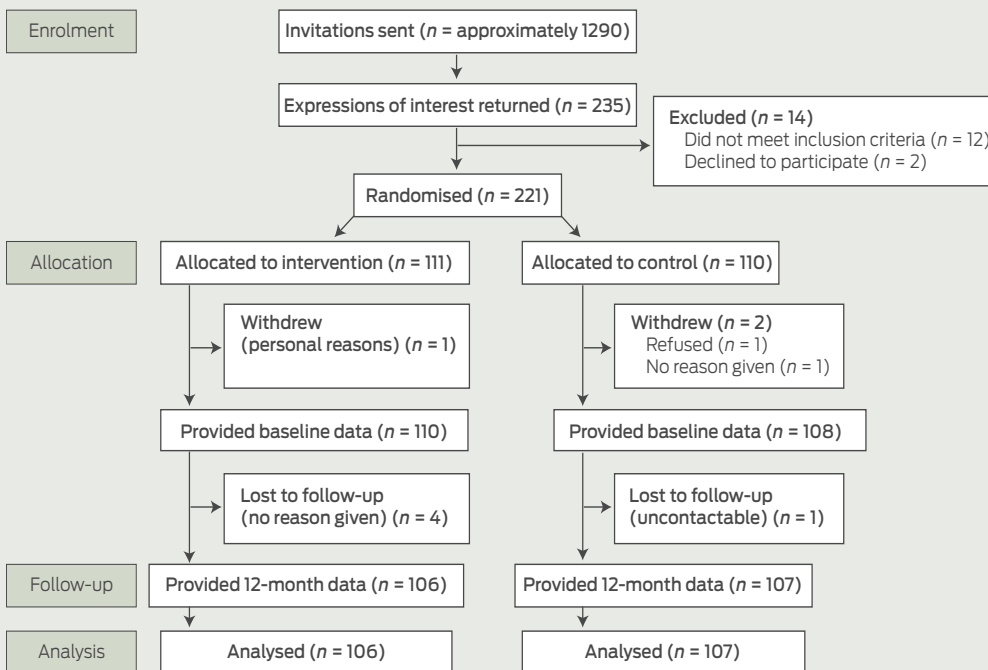 Enrolment
Invitations sent (n = approximately 1290)
Expressions of interest returned (n = 235)
Excluded (n = 14)
Did not meet inclusion criteria (n = 12)
Declined to participate (n = 2)
Randomised (n = 221)
Allocation
Allocated to intervention (n = 111)
Allocated to control (n = 110)
Withdrew
(personal reasons) (n = 1)
Withdrew (n = 2)
Refused (n = 1)
No reason given (n = 1)
Provided baseline data (n = 110)
Provided baseline data (n = 108)
Lost to follow-up
(no reason given) (n = 4)
Lost to follow-up
(uncontactable) (n = 1)
Follow-up
Provided 12-month data (n = 106)
Provided 12-month data (n = 107)
Analysis
Analysed (n = 106)
Analysed (n = 107)